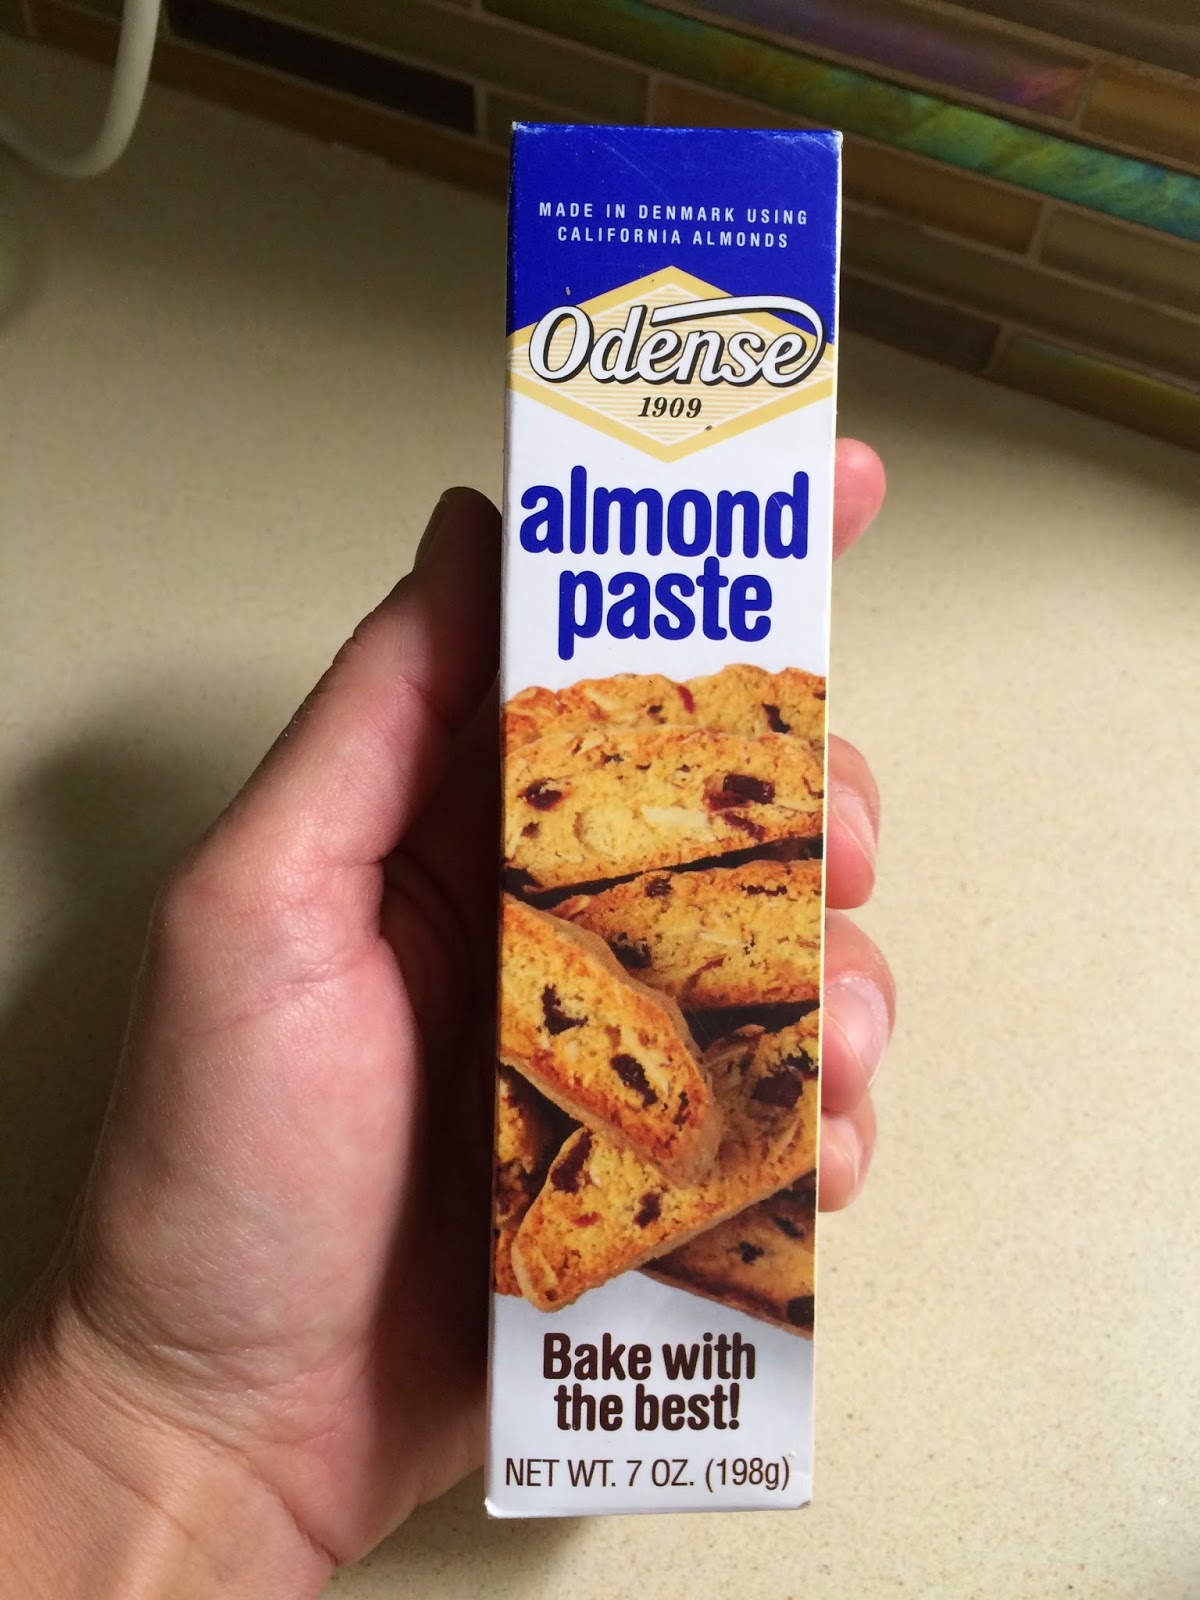 MADE IN DENMARK USING
CALIFORNIA ALMONDS
Odense
1909
almond
paste
Bake with
the best!
NET WT. 7 OZ. (198g)